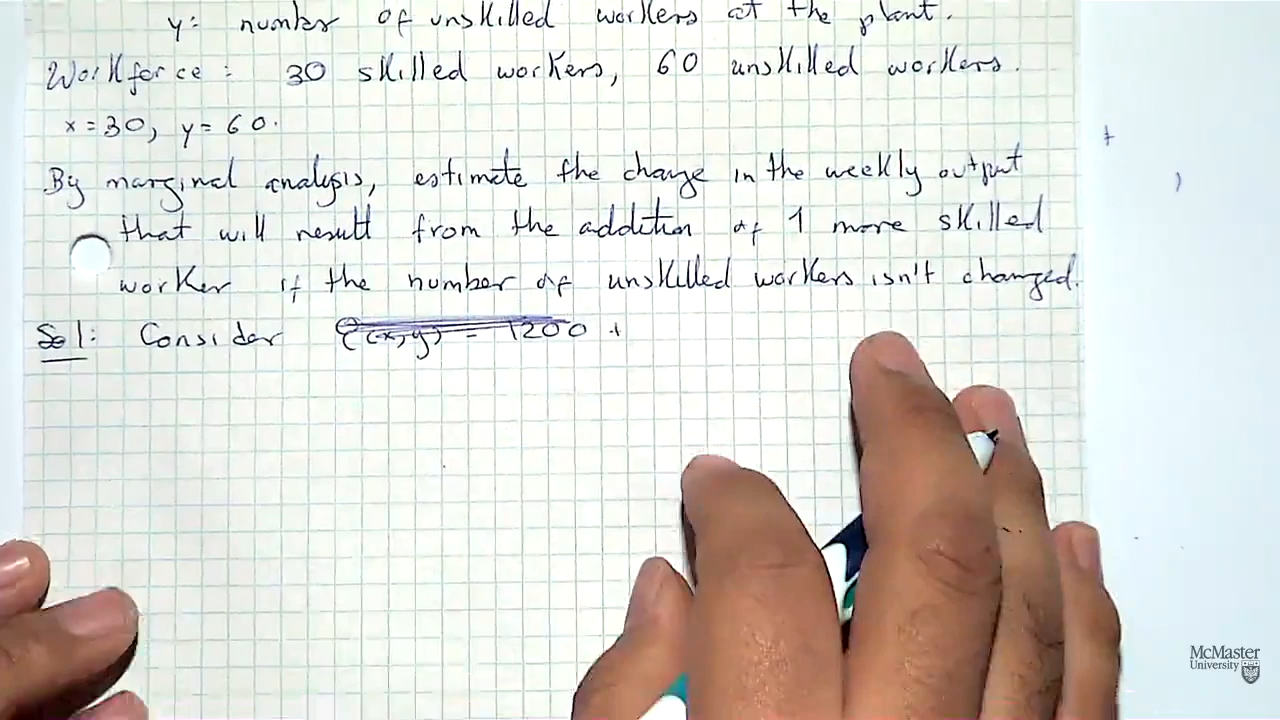 y: number of unskilled workers at the plant.
Workforce: 30 skilled workers, 60 unskilled workers.
x = 30, y = 60.
By marginal analysis, estimate the change in the weekly output
that will result from the addition of 1 more skilled
worker if the number of unskilled workers isn't changed.
Sol: Consider Q(x,y) = 1200 +
McMaster
University